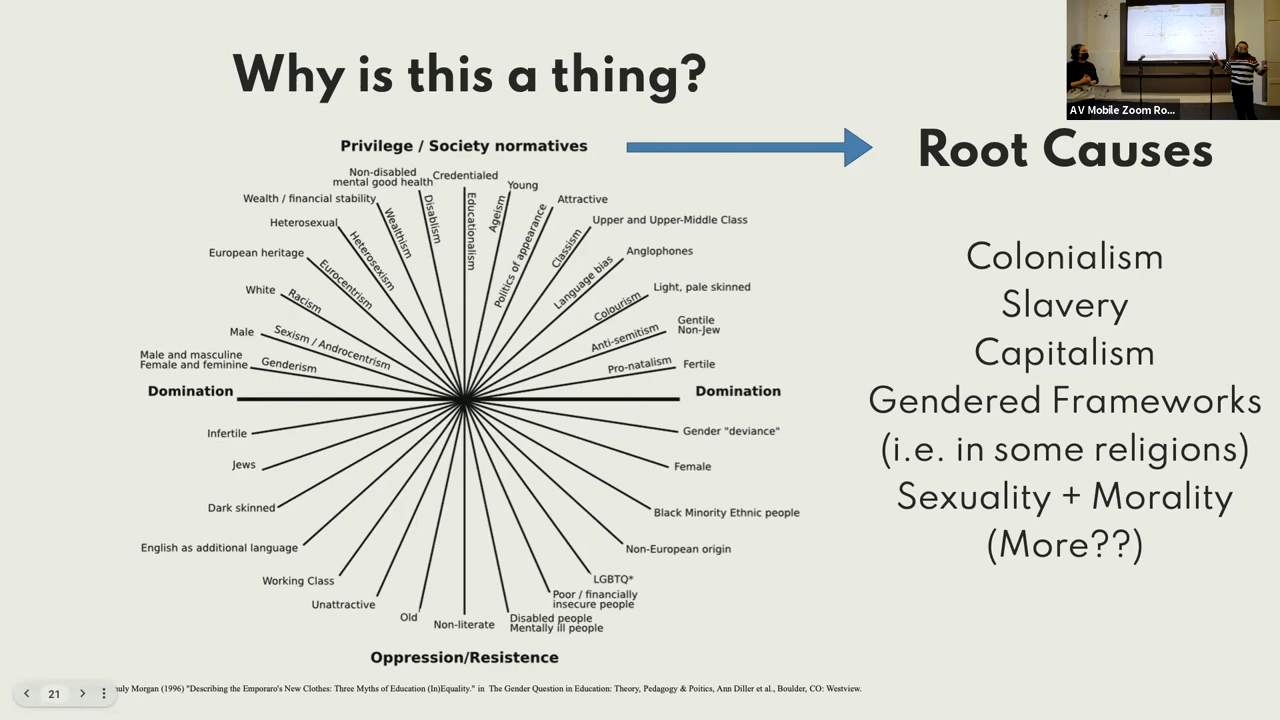 Why is this a thing?
AV Mobile Zoom Ro...
Privilege / Society normatives
Root Causes
Non-disabled
mental good health
Credentialed
Young
Wealth / financial stability
Attractive
Heterosexual
Upper and Upper-Middle Class
European heritage
Anglophones
White
Light, pale skinned
Male
Gentile
Non-Jew
Male and masculine
Female and feminine
Fertile
Genderism
Sexism / Androcentrism
Racism
Eurocentrism
Heterosexism
Wealthism
Disablism
Educationalism
Ageism
Politics of appearance
Classism
Language bias
Colourism
Anti-semitism
Pro-natalism
Domination
Domination
Infertile
Gender "deviance"
Jews
Female
Dark skinned
Black Minority Ethnic people
English as additional language
Non-European origin
Working Class
LGBTQ*
Unattractive
Poor / financially
insecure people
Old
Non-literate
Disabled people
Mentally ill people
Oppression/Resistence
Colonialism
Slavery
Capitalism
Gendered Frameworks
(i.e. in some religions)
Sexuality + Morality
(More??)
21
Morgan (1996) "Describing the Emporaro's New Clothes: Three Myths of Education (In)Equality." in The Gender Question in Education: Theory, Pedagogy & Poitics, Ann Diller et al., Boulder, CO: Westview.